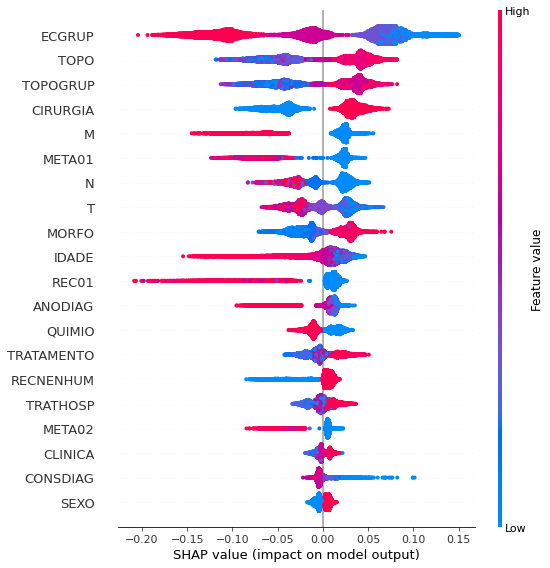 High
ECGRUP
TOPO
TOPOGRUP
CIRURGIA
M
META01
N
T
MORFO
IDADE
REC01
ANODIAG
QUIMIO
TRATAMENTO
RECNENHUM
TRATHOSP
META02
CLINICA
CONSDIAG
SEXO
Low
Feature value
−0.20 −0.15 −0.10 −0.05 0.00 0.05 0.10 0.15
SHAP value (impact on model output)